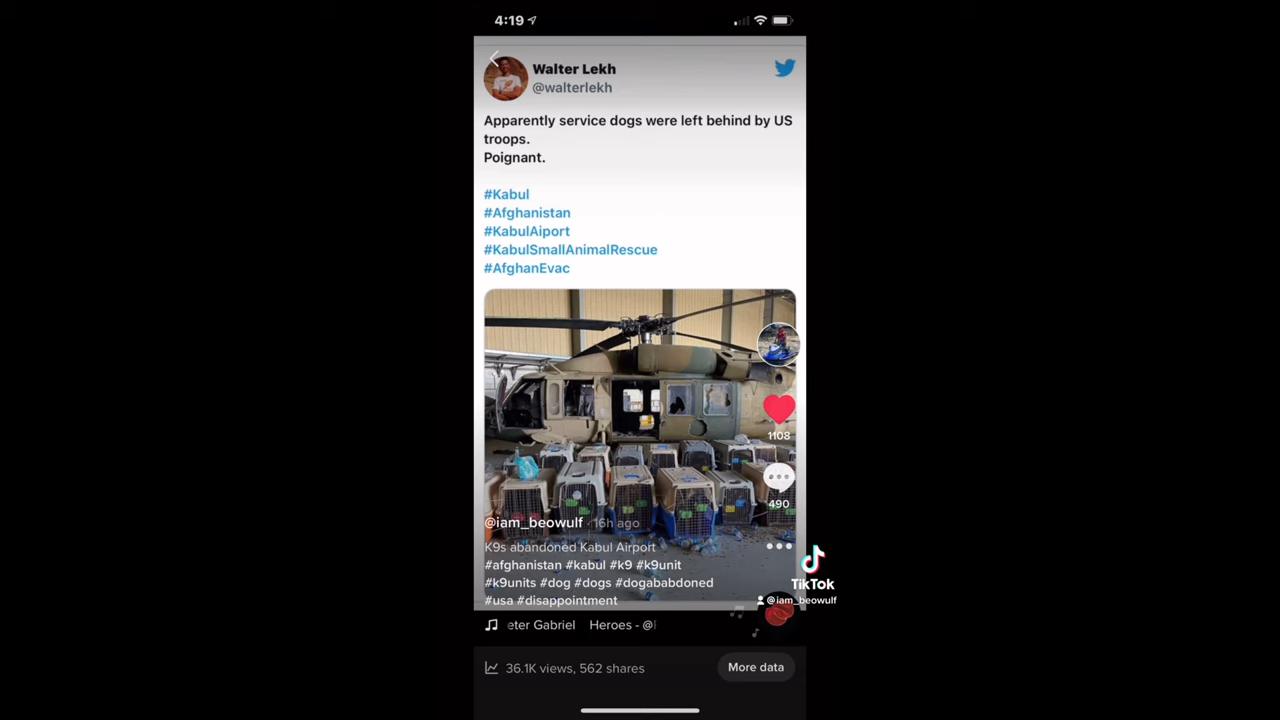 4:19
Walter Lekh
@walterlekh
Apparently service dogs were left behind by US
troops.
Poignant.
#Kabul
#Afghanistan
#KabulAiport
#KabulSmallAnimalRescue
#AfghanEvac
1108
490
@iam_beowulf · 16h ago
K9s abandoned Kabul Airport
#afghanistan #kabul #k9 #k9unit
#k9units #dog #dogs #dogababdoned
#usa #disappointment
TikTok
@iam_beowulf
eter Gabriel Heroes - @
36.1K views, 562 shares
More data